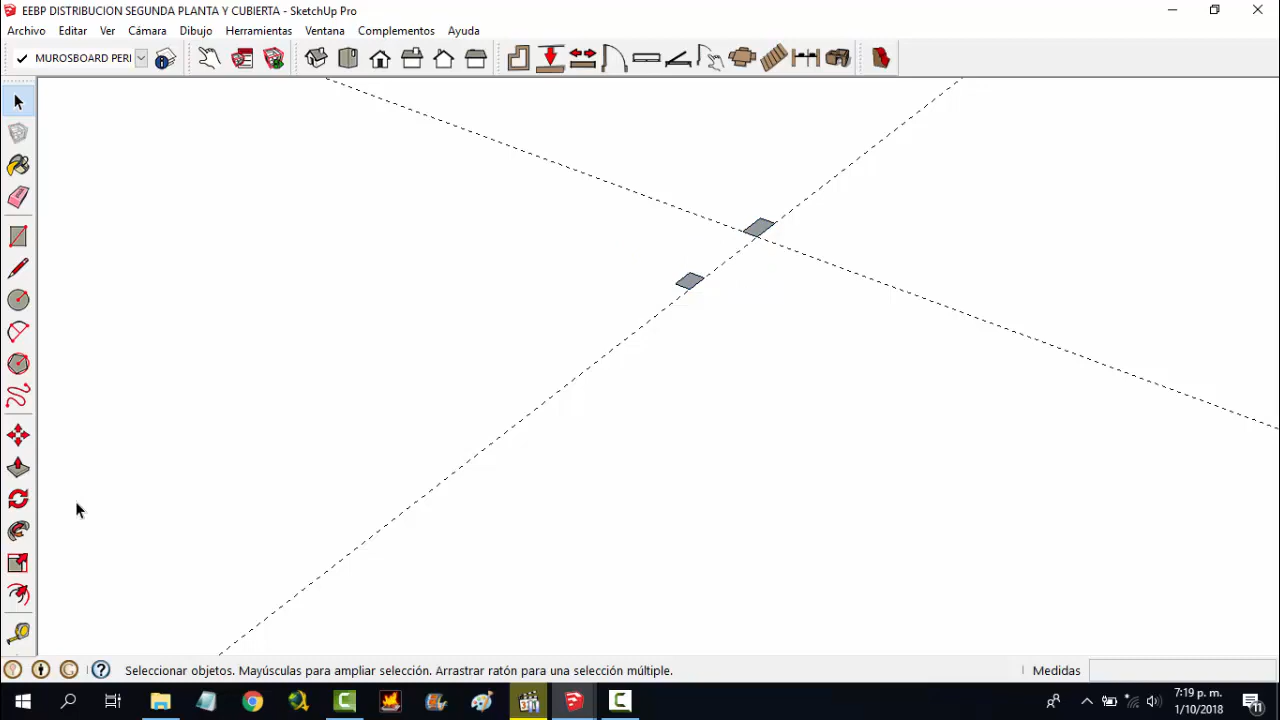 EEBP DISTRIBUCION SEGUNDA PLANTA Y CUBIERTA - SketchUp Pro
Archivo Editar Ver Cámara Dibujo Herramientas Ventana Complementos Ayuda
MUROSBOARD PERI
Seleccionar objetos. Mayúsculas para ampliar selección. Arrastrar ratón para una selección múltiple.
Medidas
7:19 p. m.
1/10/2018
11